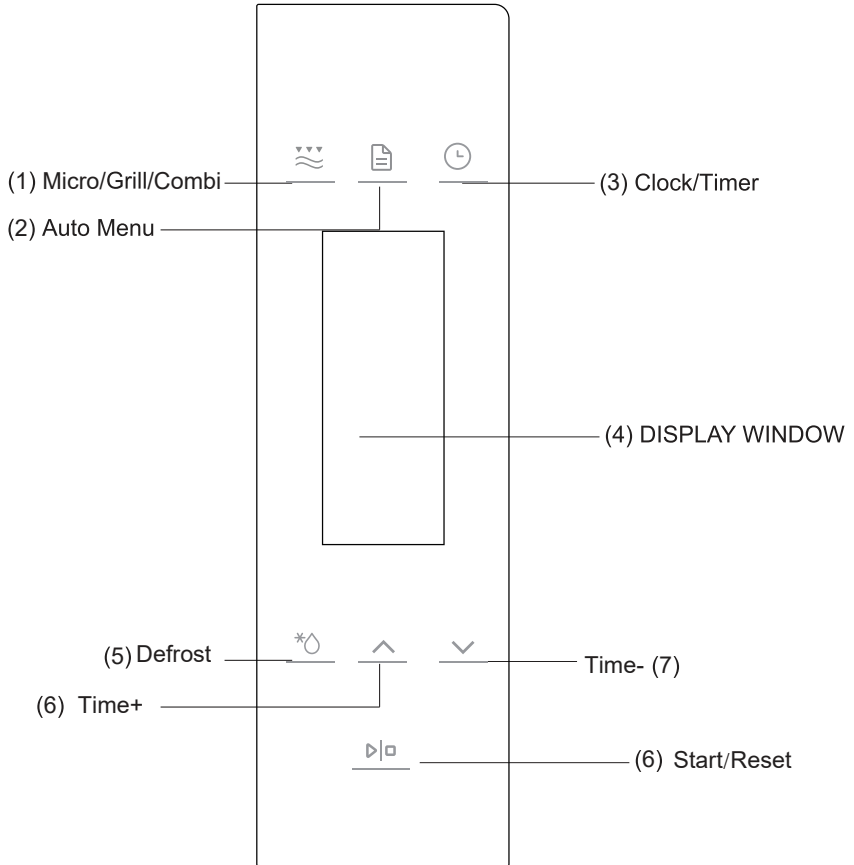 (1) Micro/Grill/Combi
(3) Clock/Timer
(2) Auto Menu
(4) DISPLAY WINDOW
(5) Defrost
Time- (7)
(6) Time+
(6) Start/Reset